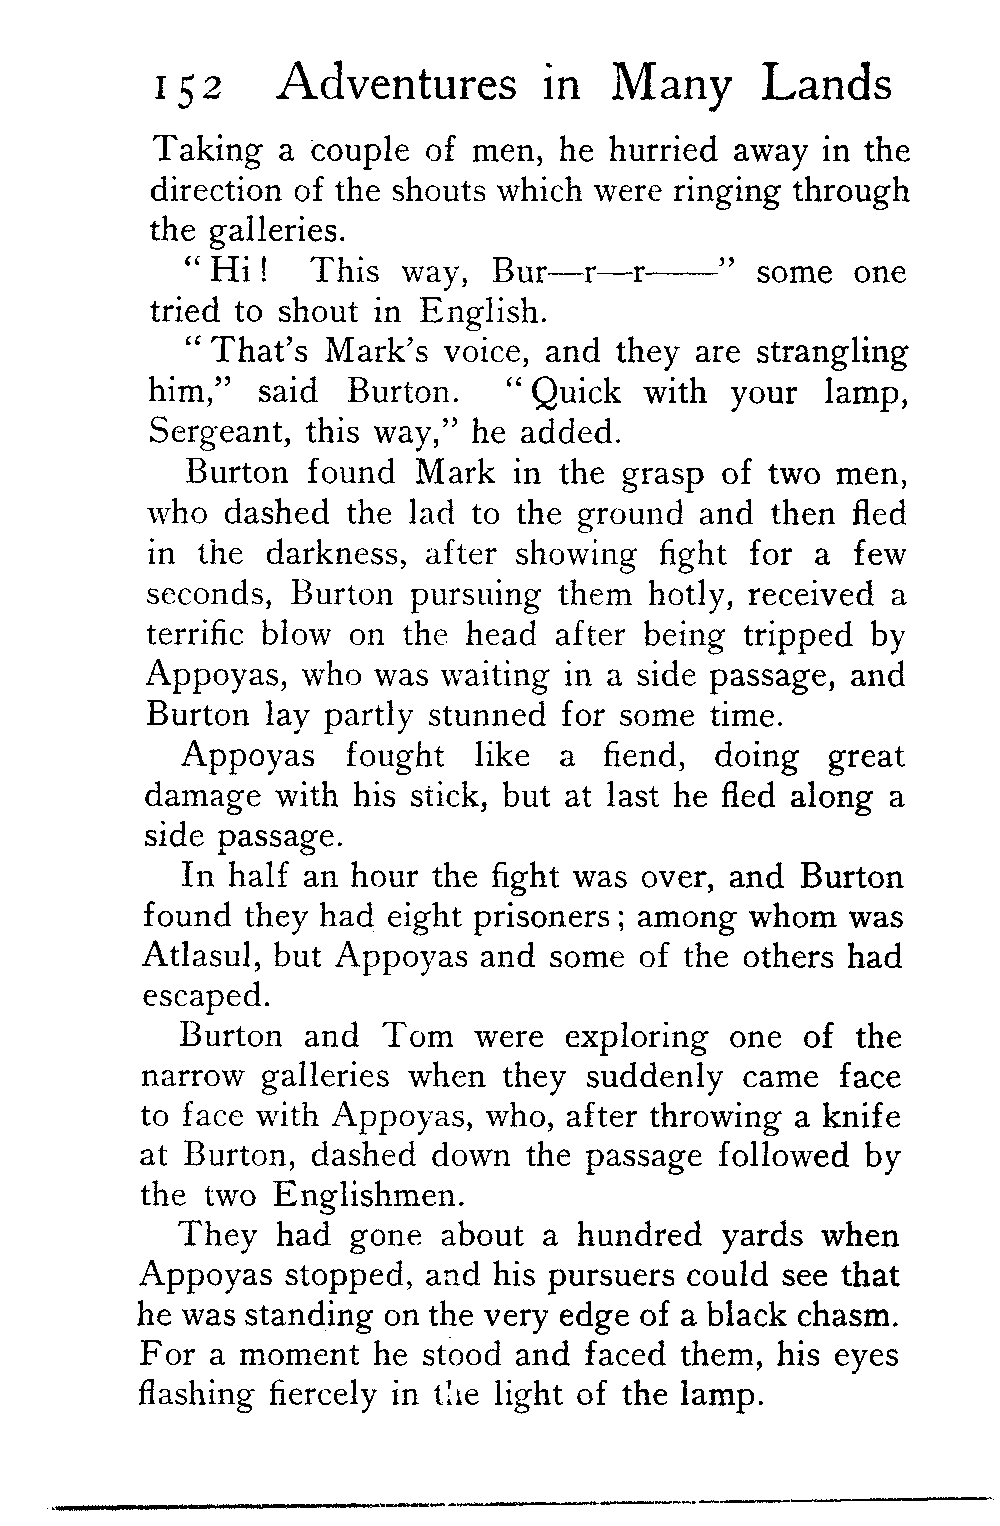 152 Adventures in Many Lands
Taking a couple of men, he hurried away in the
direction of the shouts which were ringing through
the galleries.
“Hi! This way, Bur—r—r——” some one
tried to shout in English.
“That’s Mark’s voice, and they are strangling
him,” said Burton. “Quick with your lamp,
Sergeant, this way,” he added.
Burton found Mark in the grasp of two men,
who dashed the lad to the ground and then fled
in the darkness, after showing fight for a few
seconds, Burton pursuing them hotly, received a
terrific blow on the head after being tripped by
Appoyas, who was waiting in a side passage, and
Burton lay partly stunned for some time.
Appoyas fought like a fiend, doing great
damage with his stick, but at last he fled along a
side passage.
In half an hour the fight was over, and Burton
found they had eight prisoners; among whom was
Atlasul, but Appoyas and some of the others had
escaped.
Burton and Tom were exploring one of the
narrow galleries when they suddenly came face
to face with Appoyas, who, after throwing a knife
at Burton, dashed down the passage followed by
the two Englishmen.
They had gone about a hundred yards when
Appoyas stopped, and his pursuers could see that
he was standing on the very edge of a black chasm.
For a moment he stood and faced them, his eyes
flashing fiercely in the light of the lamp.